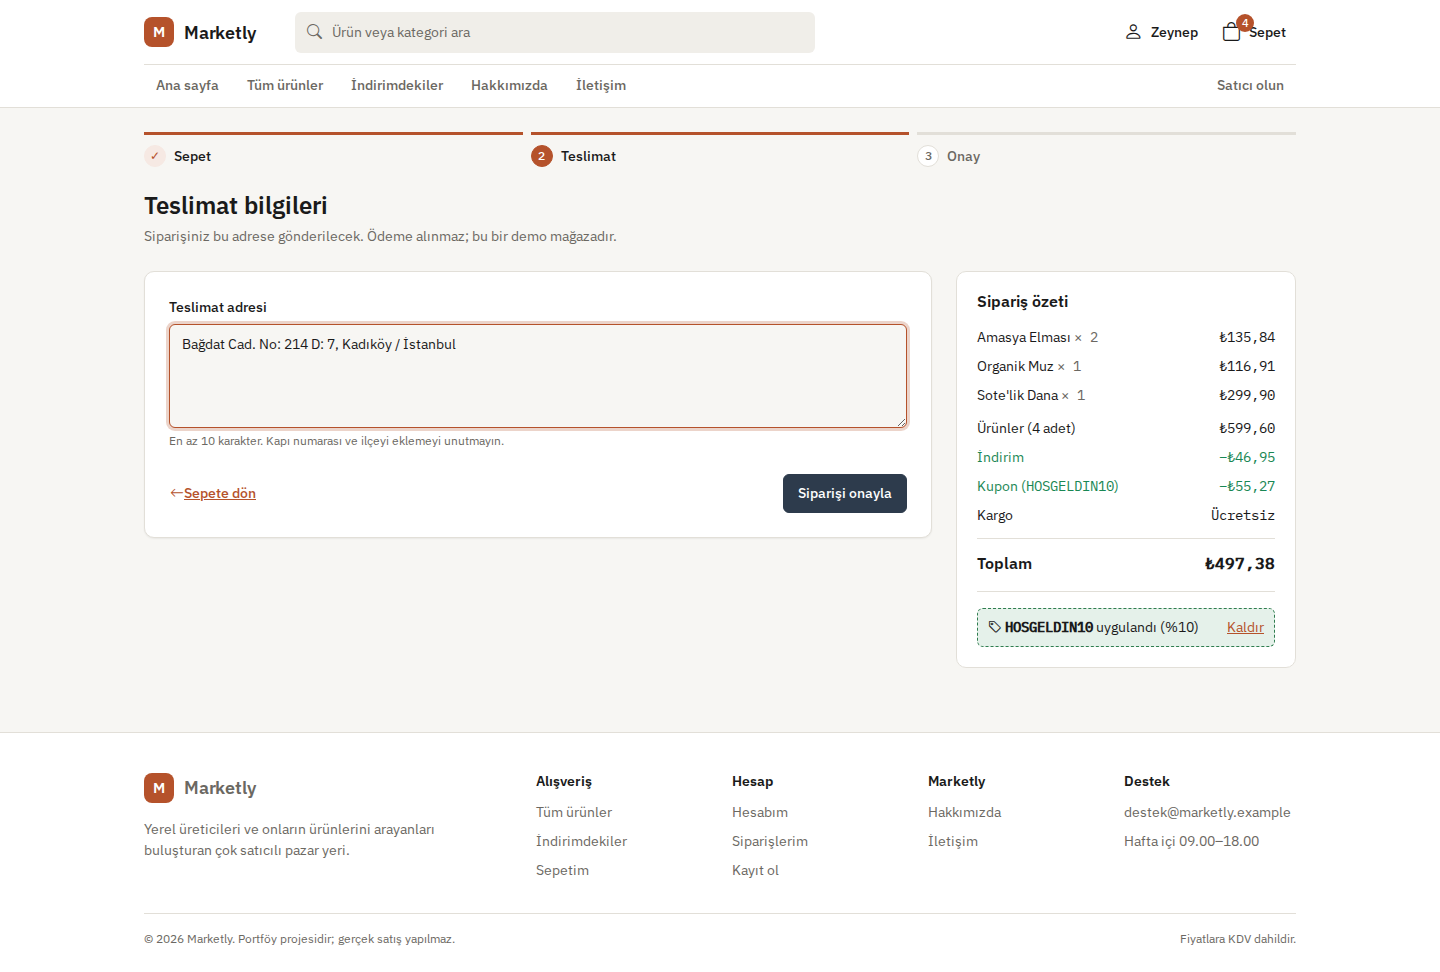 M Marketly
Ürün veya kategori ara
Zeynep
4
Sepet
Ana sayfa
Tüm ürünler
İndirimdekiler
Hakkımızda
İletişim
Satıcı olun
✓ Sepet
2 Teslimat
3 Onay
Teslimat bilgileri
Siparişiniz bu adrese gönderilecek. Ödeme alınmaz; bu bir demo mağazadır.
Teslimat adresi
Bağdat Cad. No: 214 D: 7, Kadıköy / İstanbul
En az 10 karakter. Kapı numarası ve ilçeyi eklemeyi unutmayın.
←Sepete dön
Siparişi onayla
Sipariş özeti
Amasya Elması × 2 ₺135,84
Organik Muz × 1 ₺116,91
Sote'lik Dana × 1 ₺299,90
Ürünler (4 adet) ₺599,60
İndirim −₺46,95
Kupon (HOSGELDIN10) −₺55,27
Kargo Ücretsiz
Toplam ₺497,38
HOSGELDIN10 uygulandı (%10) Kaldır
M Marketly
Yerel üreticileri ve onların ürünlerini arayanları
buluşturan çok satıcılı pazar yeri.
Alışveriş
Tüm ürünler
İndirimdekiler
Sepetim
Hesap
Hesabım
Siparişlerim
Kayıt ol
Marketly
Hakkımızda
İletişim
Destek
destek@marketly.example
Hafta içi 09.00–18.00
© 2026 Marketly. Portföy projesidir; gerçek satış yapılmaz.
Fiyatlara KDV dahildir.